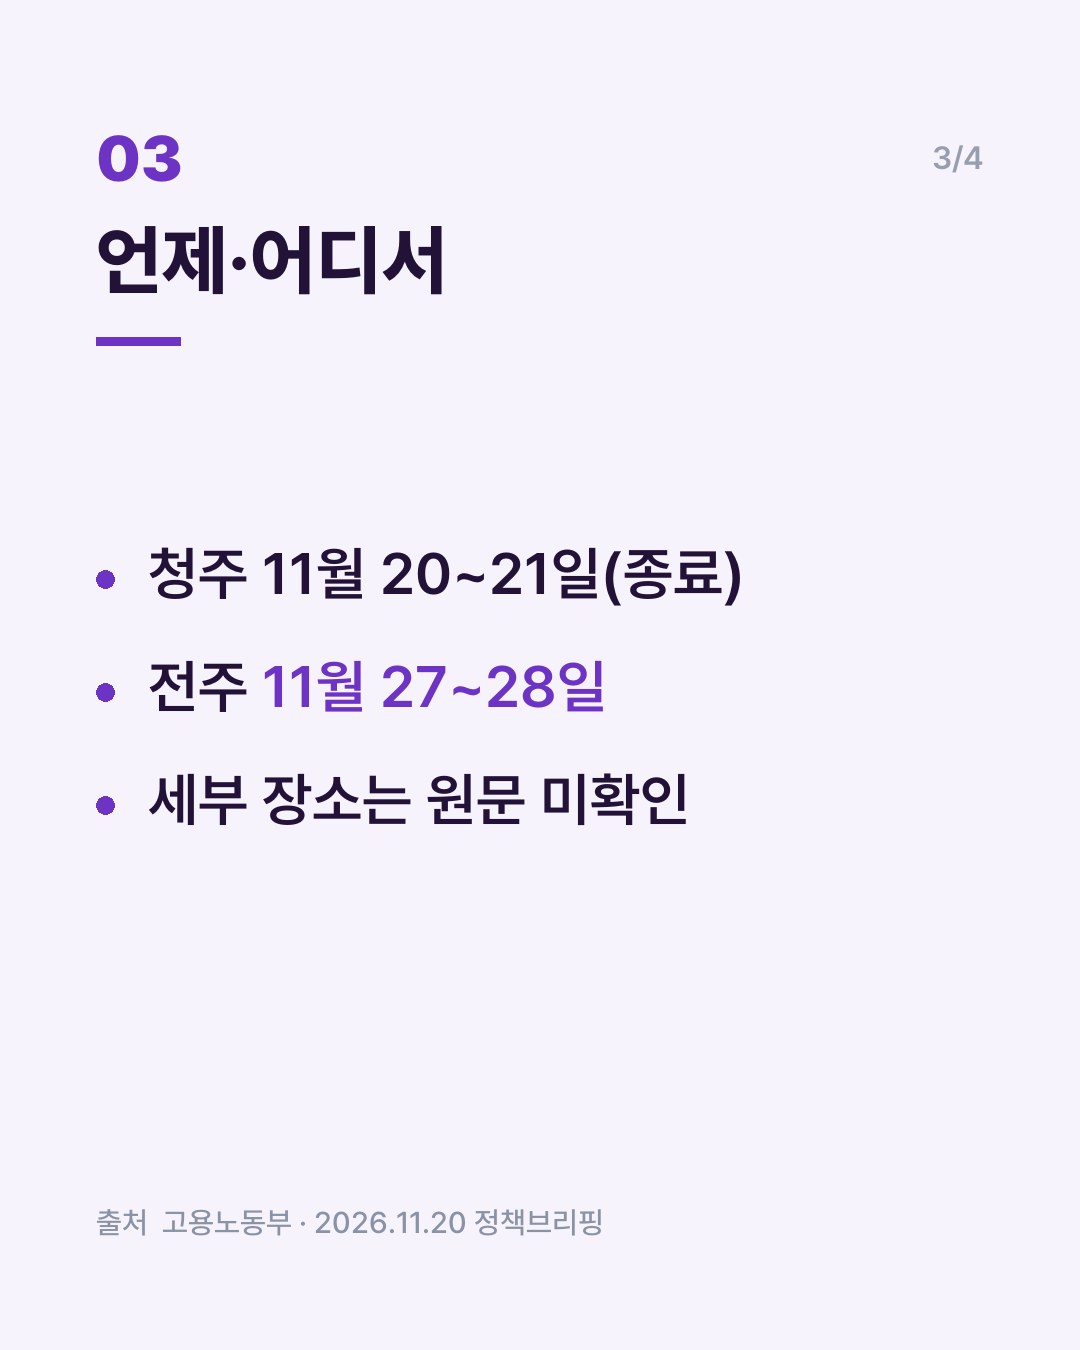 03
3/4
언제·어디서
• 청주 11월 20~21일(종료)
• 전주 11월 27~28일
• 세부 장소는 원문 미확인
출처 고용노동부 · 2026.11.20 정책브리핑